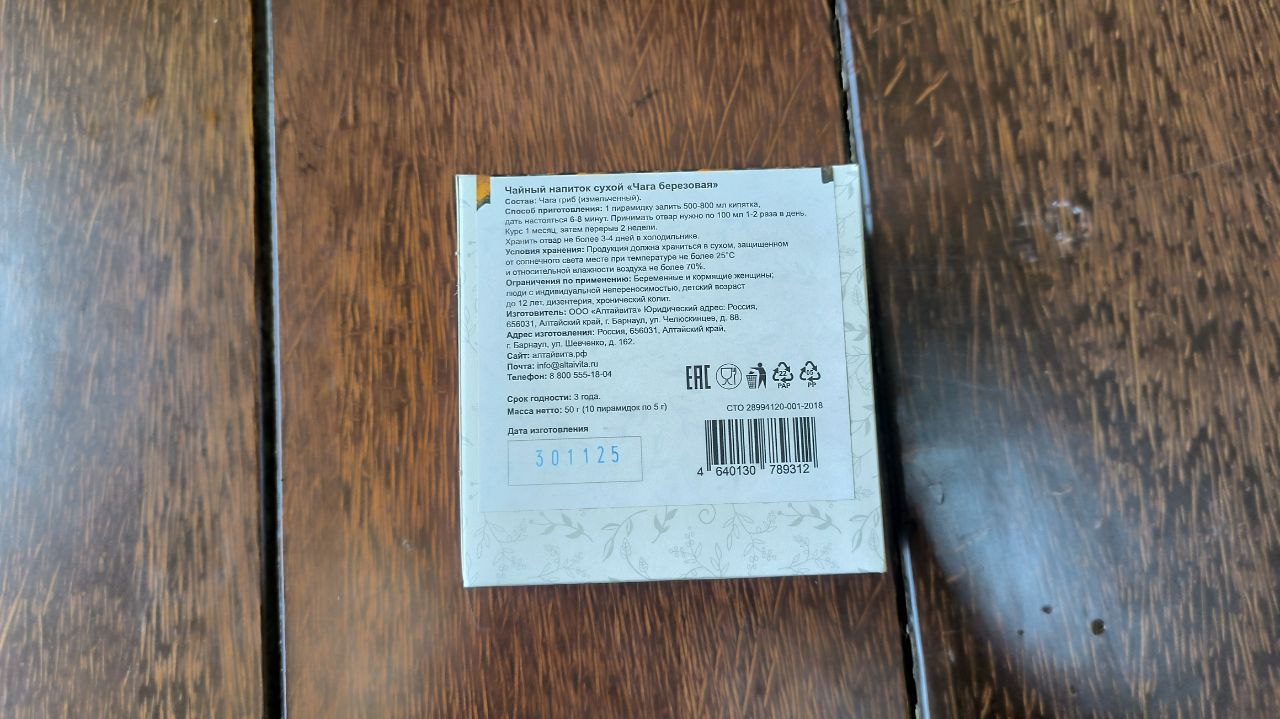 Чайный напиток сухой «Чага березовая»
Состав: Чага гриб (измельченный).
Способ приготовления: 1 пирамидку залить 500-800 мл кипятка,
дать настояться 6-8 минут. Принимать отвар нужно по 100 мл 1-2 раза в день.
Курс 1 месяц, затем перерыв 2 недели.
Хранить отвар не более 3-4 дней в холодильнике.
Условия хранения: Продукция должна храниться в сухом, защищенном
от солнечного света месте при температуре не более 25°С
и относительной влажности воздуха не более 70%.
Ограничения по применению: Беременные и кормящие женщины;
люди с индивидуальной непереносимостью, детский возраст
до 12 лет, дизентерия, хронический колит.
Изготовитель: ООО «Алтайвита» Юридический адрес: Россия,
656031, Алтайский край, г. Барнаул, ул. Челюскинцев, д. 88.
Адрес изготовления: Россия, 656031, Алтайский край,
г. Барнаул, ул. Шевченко, д. 162.
Сайт: алтайвита.рф
Почта: info@altaivita.ru
Телефон: 8 800 555-18-04
EAC
22
PAP
PP
Срок годности: 3 года.
Масса нетто: 50 г (10 пирамидок по 5 г)
СТО 28994120-001-2018
Дата изготовления
301125
4 640130 789312